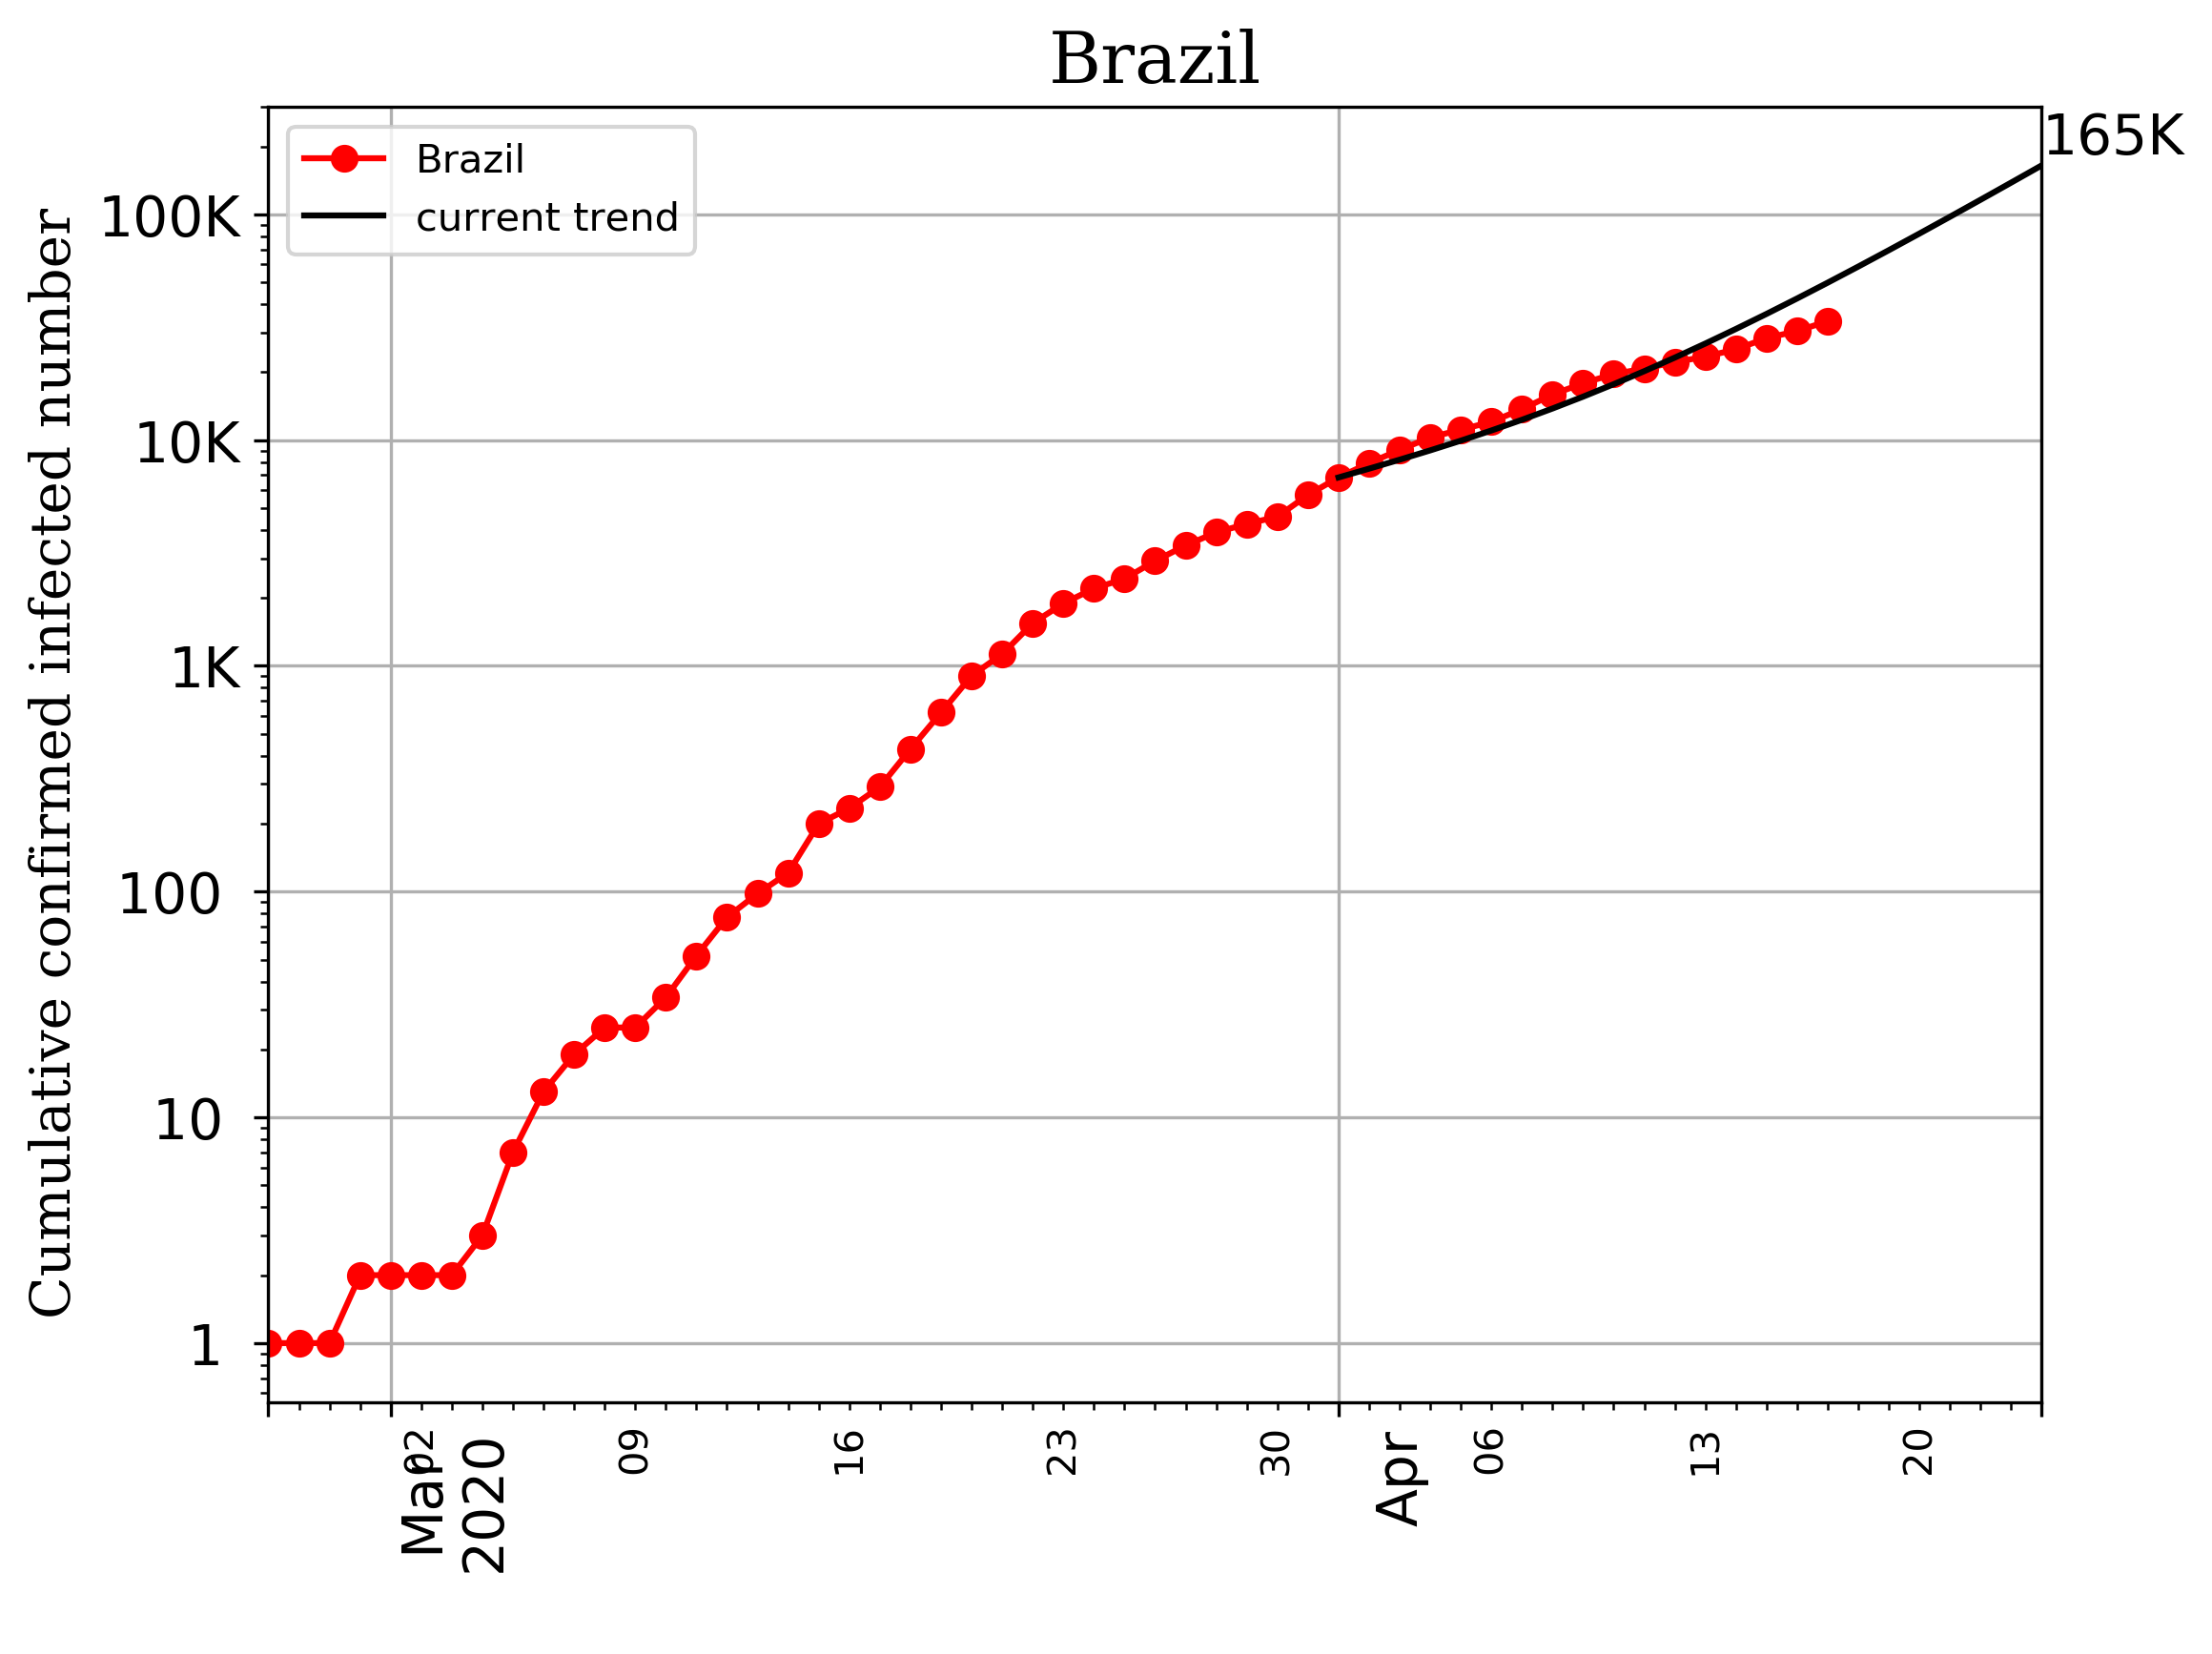 Brazil
165K
Brazil
current trend
Cumulative confirmed infected number
100K
10K
1K
100
10
1
02
09
16
23
30
06
13
20
Mar
2020
Apr